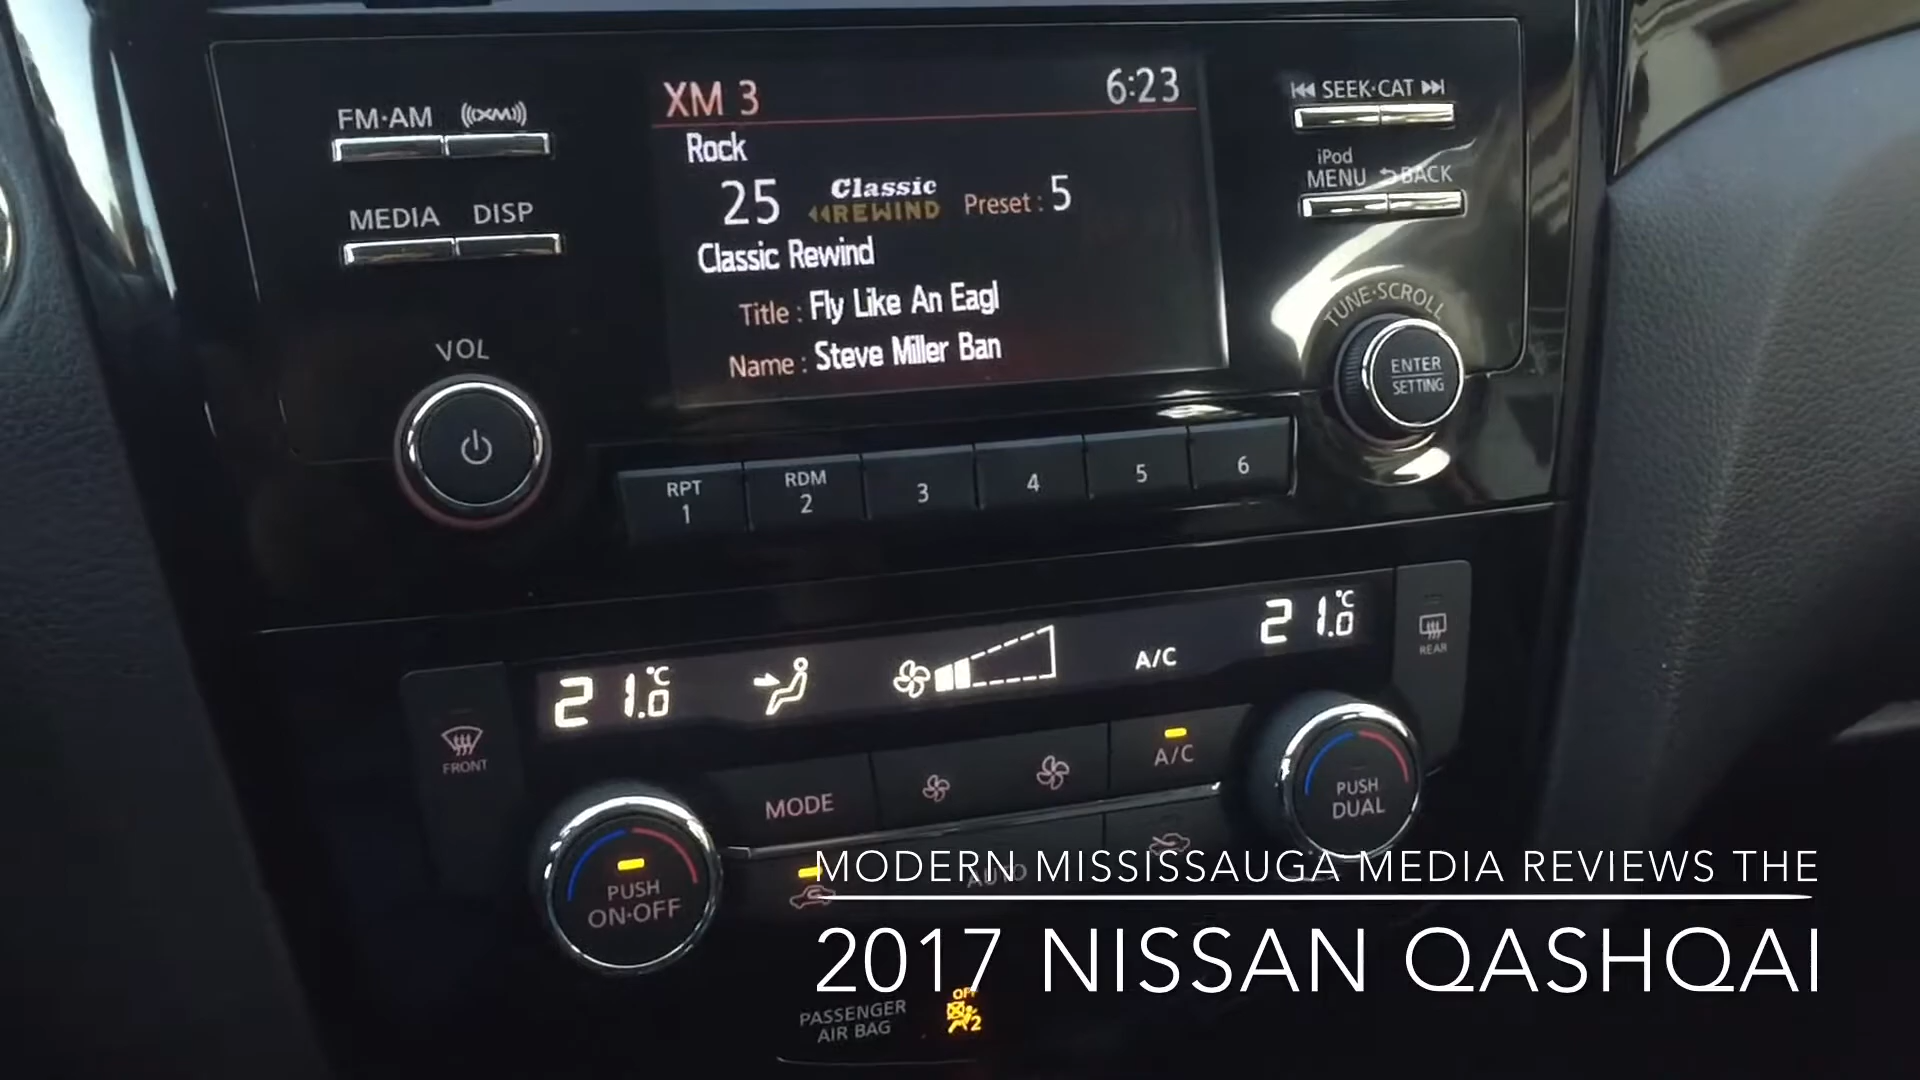 FM·AM (((XM)))
MEDIA DISP
VOL
XM 3 6:23
Rock
25 Classic REWIND Preset : 5
Classic Rewind
Title : Fly Like An Eagl
Name : Steve Miller Ban
SEEK·CAT
iPod
MENU BACK
TUNE·SCROLL
ENTER
SETTING
RPT RDM
1 2 3 4 5 6
21.0°C A/C 21.0°C
FRONT
REAR
MODE A/C
PUSH
ON·OFF
PUSH
DUAL
AUTO
MODERN MISSISSAUGA MEDIA REVIEWS THE
2017 NISSAN QASHQAI
PASSENGER
AIR BAG
OFF
2